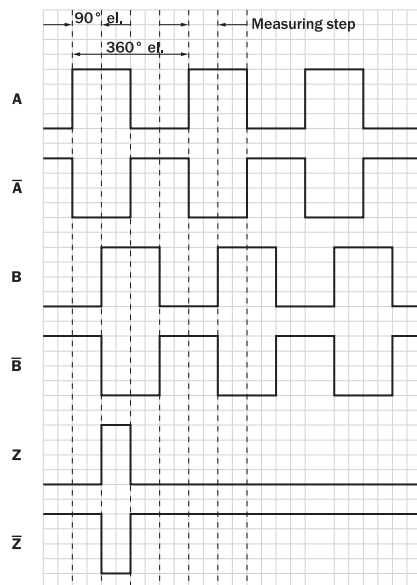 90° el.
Measuring step
360° el.
A
A̅
B
B̅
Z
Z̅